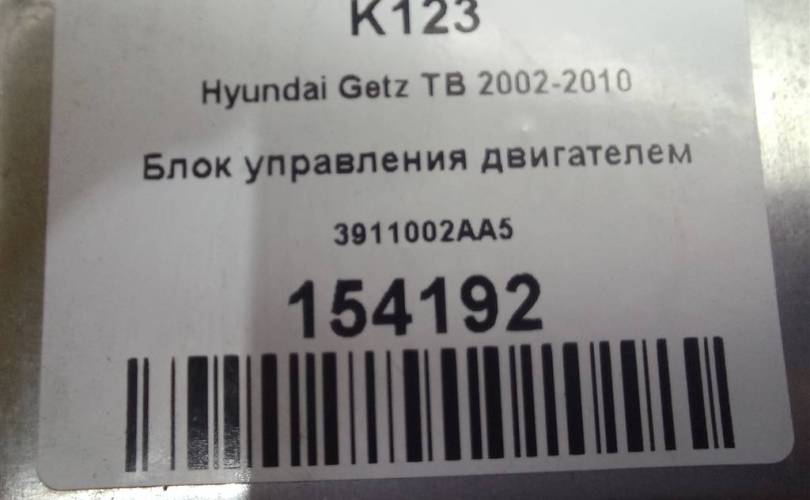 K123
Hyundai Getz TB 2002-2010
Блок управления двигателем
3911002AA5
154192